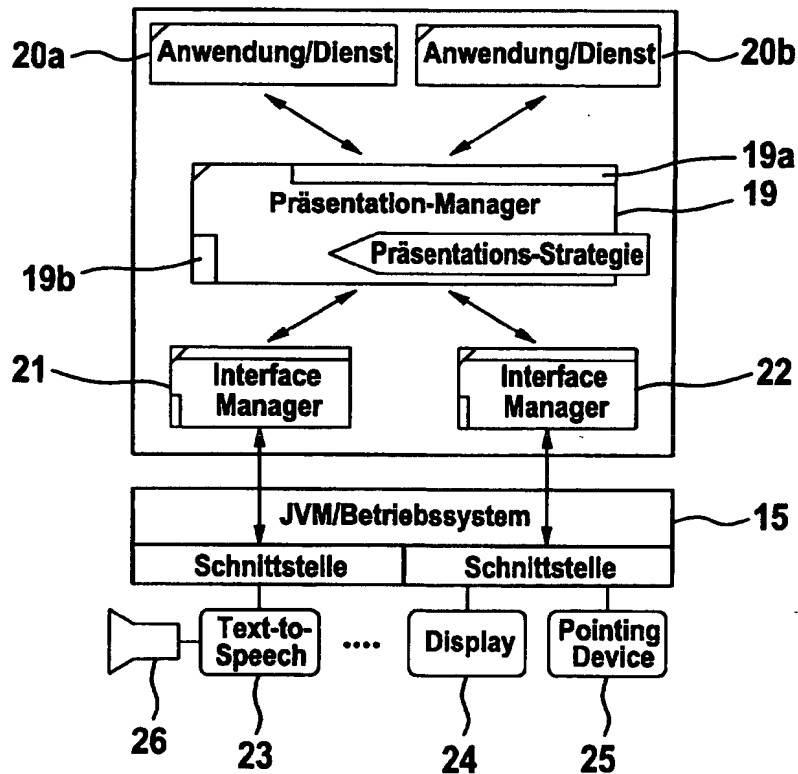 20a
Anwendung/Dienst
Anwendung/Dienst
20b
19a
Präsentation-Manager
19
Präsentations-Strategie
19b
21
Interface
Manager
Interface
Manager
22
JVM/Betriebssystem
15
Schnittstelle
Schnittstelle
Text-to-
Speech
....
Display
Pointing
Device
26
23
24
25